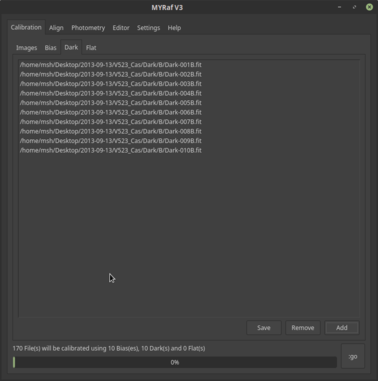 MYRaf V3
Calibration Align Photometry Editor Settings Help
Images Bias Dark Flat
/home/msh/Desktop/2013-09-13/V523_Cas/Dark/B/Dark-001B.fit
/home/msh/Desktop/2013-09-13/V523_Cas/Dark/B/Dark-002B.fit
/home/msh/Desktop/2013-09-13/V523_Cas/Dark/B/Dark-003B.fit
/home/msh/Desktop/2013-09-13/V523_Cas/Dark/B/Dark-004B.fit
/home/msh/Desktop/2013-09-13/V523_Cas/Dark/B/Dark-005B.fit
/home/msh/Desktop/2013-09-13/V523_Cas/Dark/B/Dark-006B.fit
/home/msh/Desktop/2013-09-13/V523_Cas/Dark/B/Dark-007B.fit
/home/msh/Desktop/2013-09-13/V523_Cas/Dark/B/Dark-008B.fit
/home/msh/Desktop/2013-09-13/V523_Cas/Dark/B/Dark-009B.fit
/home/msh/Desktop/2013-09-13/V523_Cas/Dark/B/Dark-010B.fit
Save Remove Add
170 File(s) will be calibrated using 10 Bias(es), 10 Dark(s) and 0 Flat(s)
0%
:go